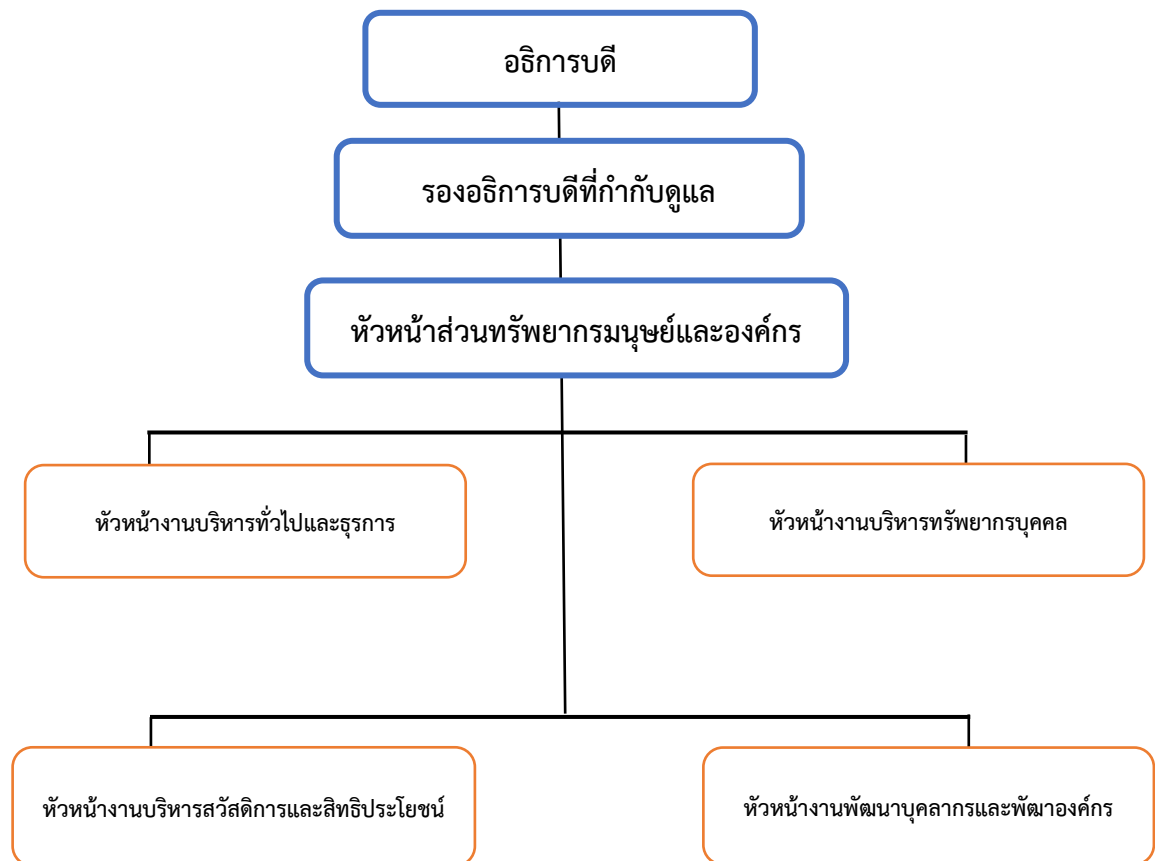 อธิการบดี
รองอธิการบดีที่กำกับดูแล
หัวหน้าส่วนทรัพยากรมนุษย์และองค์กร
หัวหน้างานบริหารทั่วไปและธุรการ
หัวหน้างานบริหารทรัพยากรบุคคล
หัวหน้างานบริหารสวัสดิการและสิทธิประโยชน์
หัวหน้างานพัฒนาบุคลากรและพัฒาองค์กร